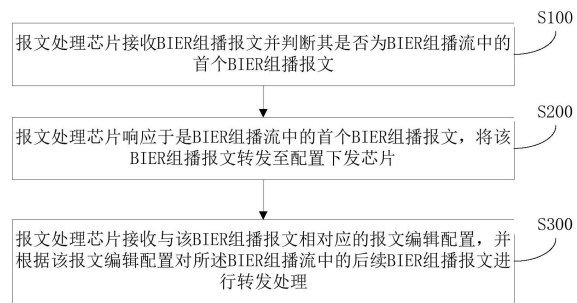 S100
报文处理芯片接收BIER组播报文并判断其是否为BIER组播流中的
首个BIER组播报文
S200
报文处理芯片响应于是BIER组播流中的首个BIER组播报文，将该
BIER组播报文转发至配置下发芯片
S300
报文处理芯片接收与该BIER组播报文相对应的报文编辑配置，并
根据该报文编辑配置对所述BIER组播流中的后续BIER组播报文进
行转发处理